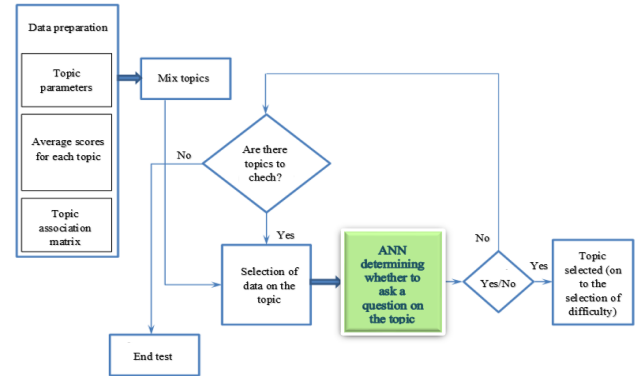 Data preparation
Topic
parameters
Average scores
for each topic
Topic
association
matrix
Mix topics
Are there
topics to
chech?
No
Yes
Selection of
data on the
topic
End test
ANN
determining
whether to
ask a
question on
the topic
No
Yes/No
Yes
Topic
selected (on
to the
selection of
difficulty)